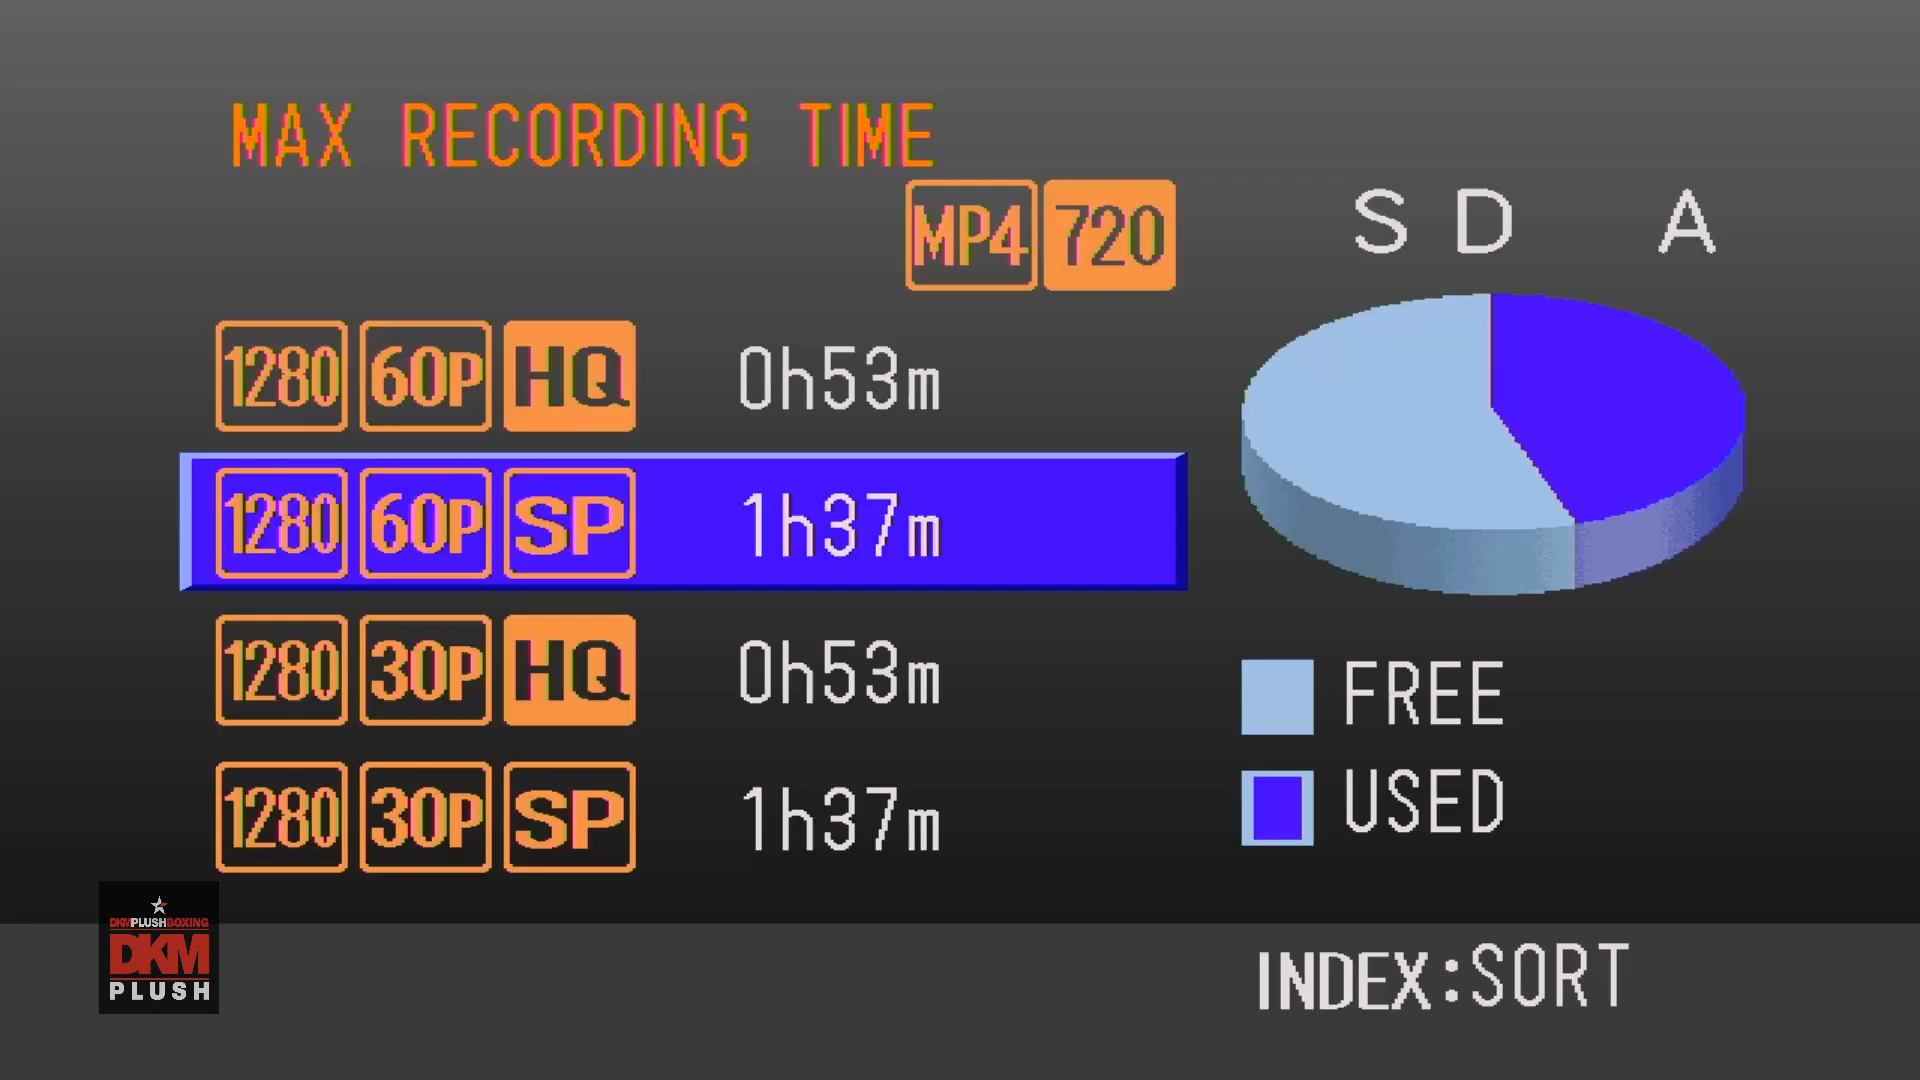 MAX RECORDING TIME
MP4 720
SD A
1280 60P HQ 0h53m
1280 60P SP 1h37m
1280 30P HQ 0h53m
1280 30P SP 1h37m
FREE
USED
DKMPLUSHBOXING
DKM
PLUSH
INDEX:SORT